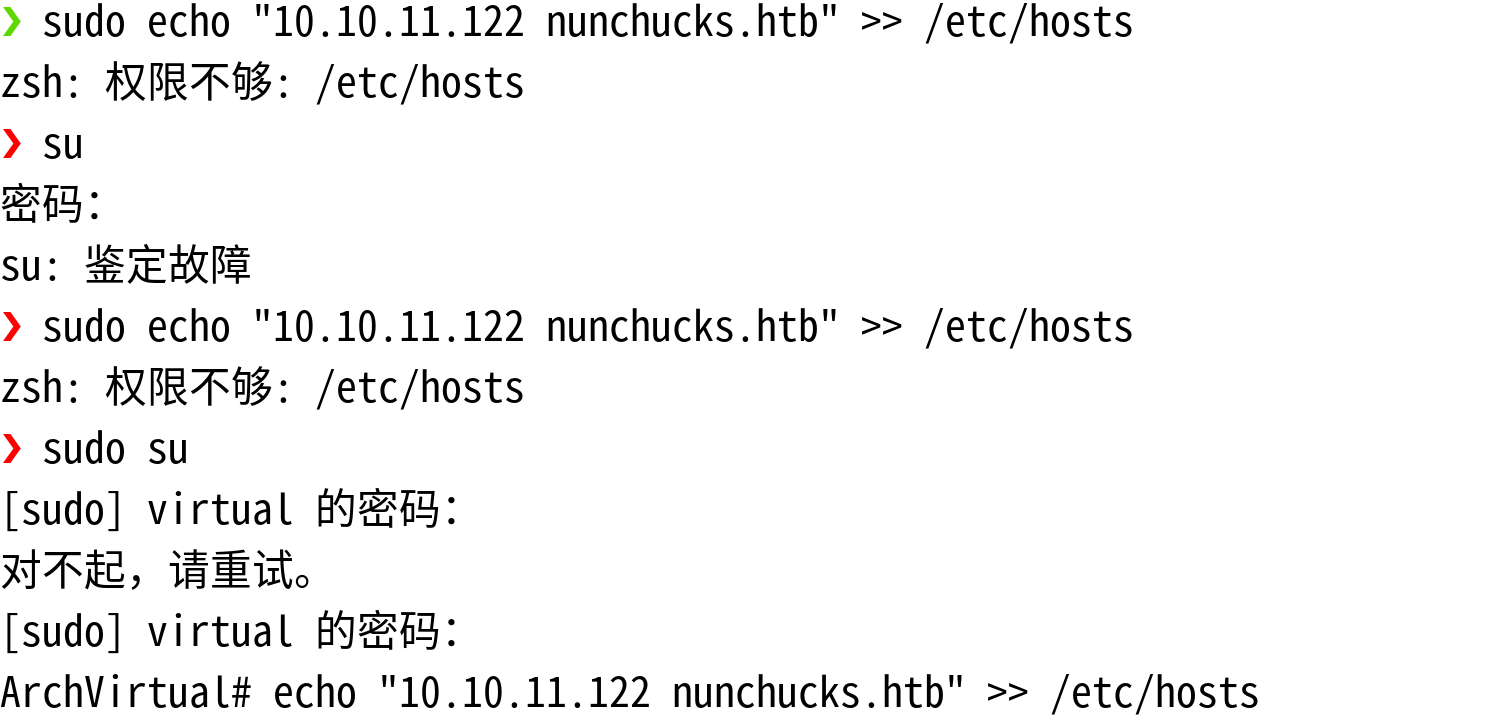 ❯ sudo echo "10.10.11.122 nunchucks.htb" >> /etc/hosts
zsh: 权限不够: /etc/hosts
❯ su
密码：
su: 鉴定故障
❯ sudo echo "10.10.11.122 nunchucks.htb" >> /etc/hosts
zsh: 权限不够: /etc/hosts
❯ sudo su
[sudo] virtual 的密码：
对不起，请重试。
[sudo] virtual 的密码：
ArchVirtual# echo "10.10.11.122 nunchucks.htb" >> /etc/hosts